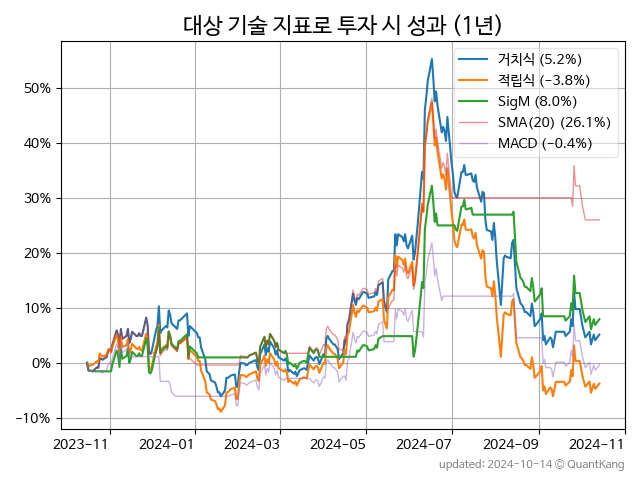 대상 기술 지표로 투자 시 성과 (1년)
거치식 (5.2%)
적립식 (−3.8%)
SigM (8.0%)
SMA(20) (26.1%)
MACD (−0.4%)
50%
40%
30%
20%
10%
0%
−10%
2023-11 2024-01 2024-03 2024-05 2024-07 2024-09 2024-11
updated: 2024-10-14 © QuantKang